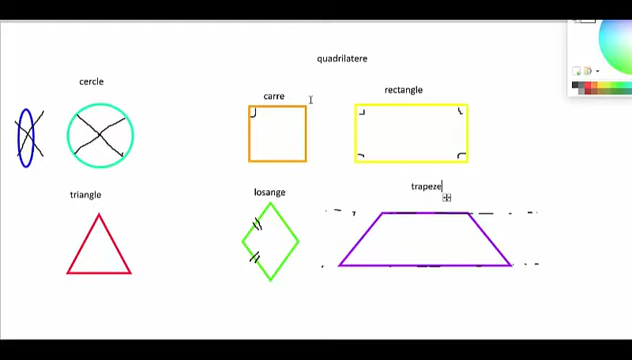 quadrilatere
cercle
carre
rectangle
triangle
losange
trapeze